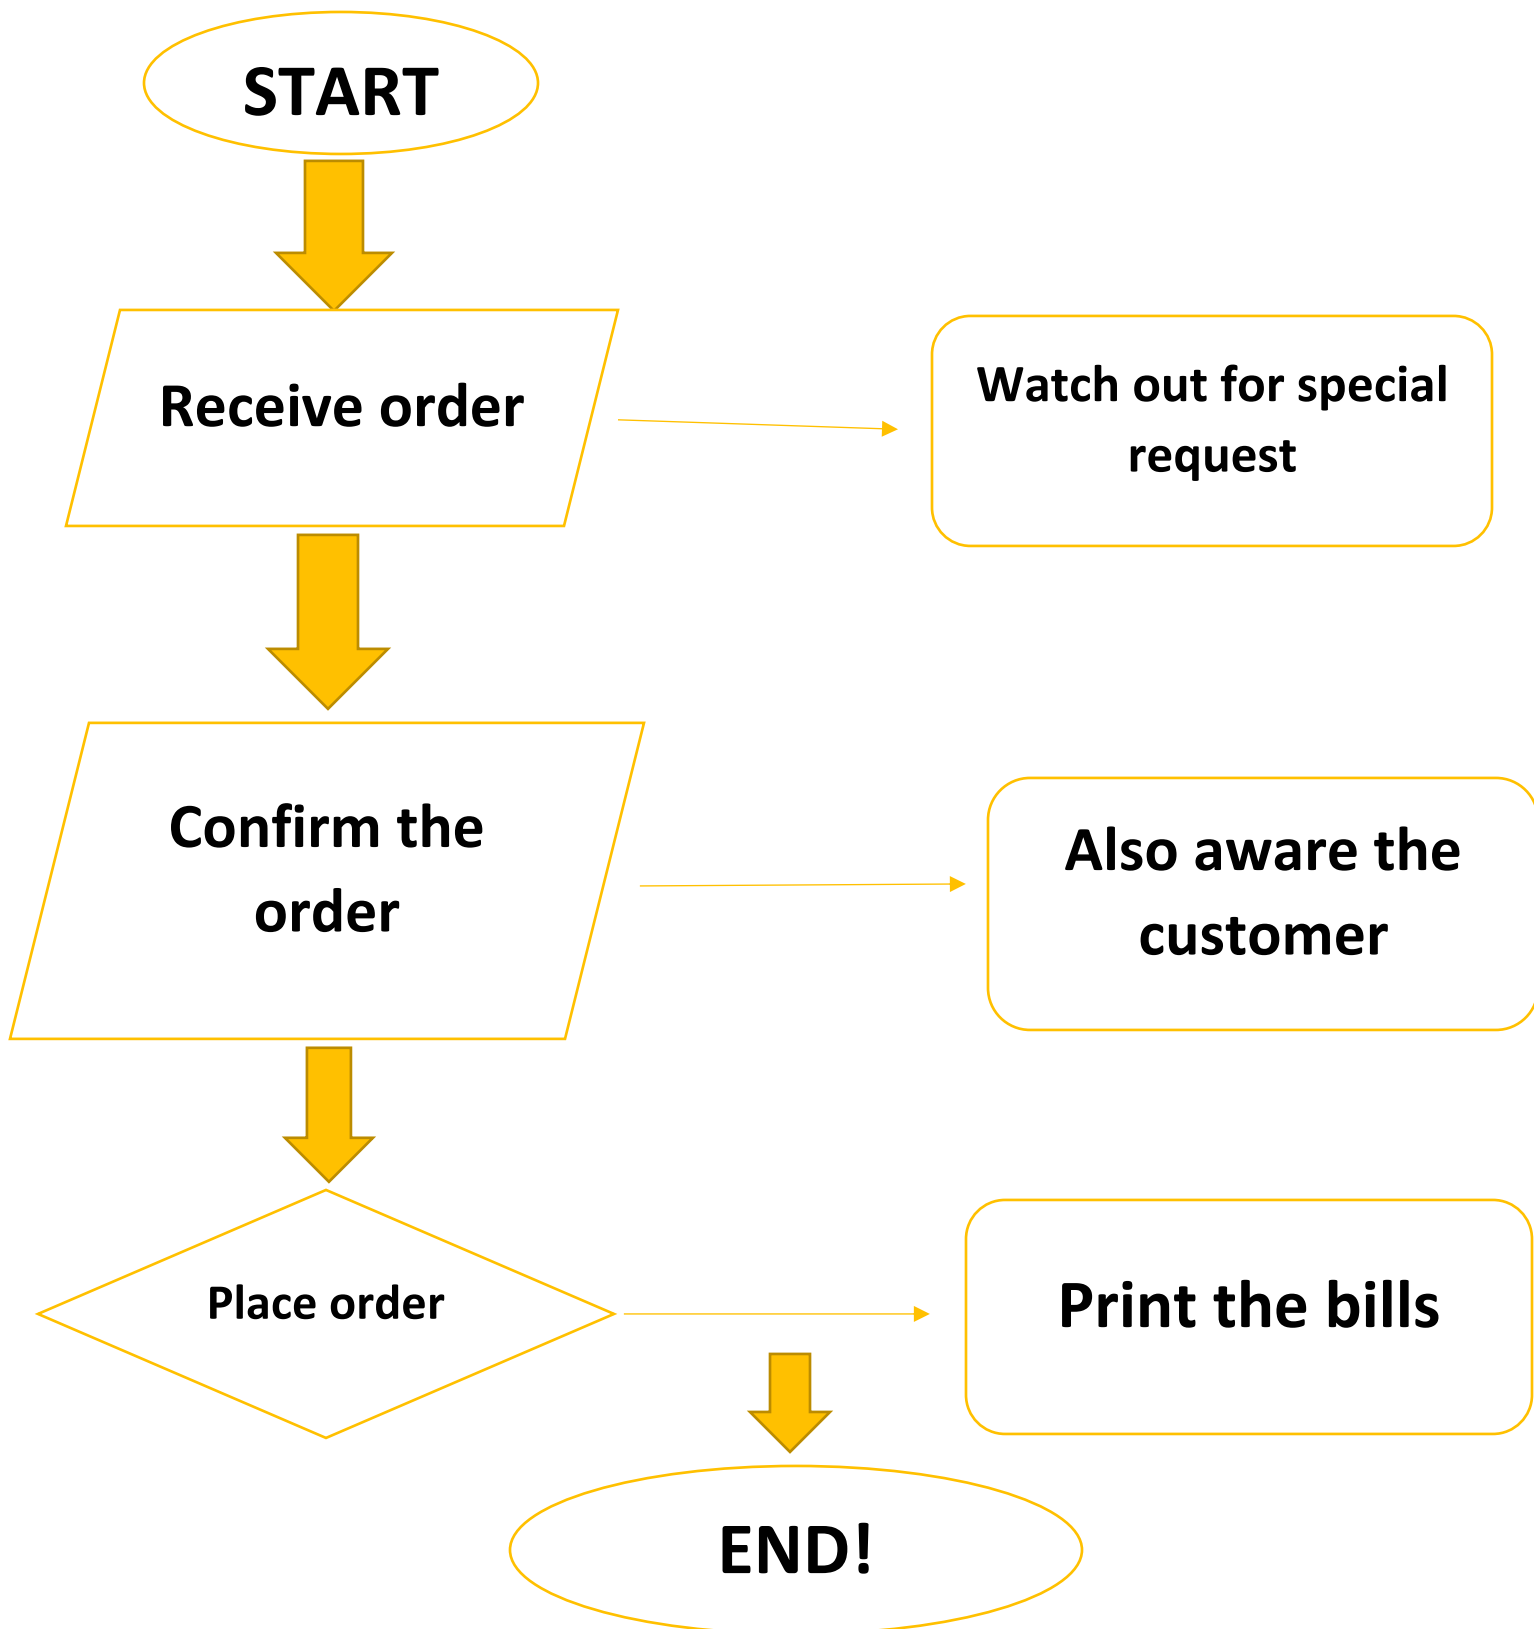 START
Receive order
Watch out for special
request
Confirm the
order
Also aware the
customer
Place order
Print the bills
END!